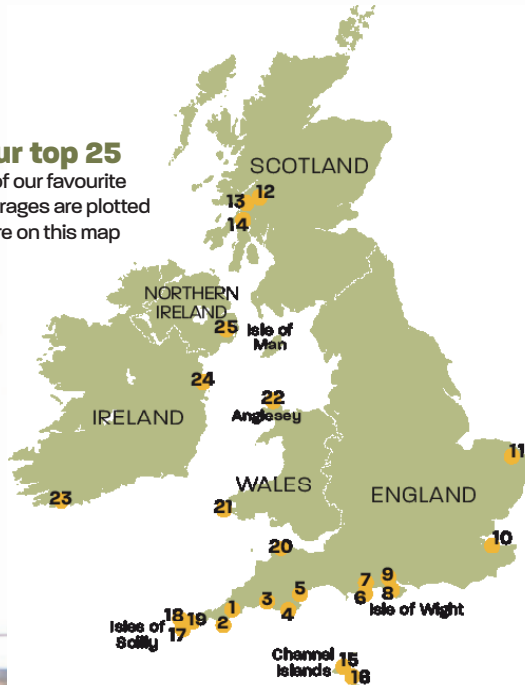 ur top 25
of our favourite
rages are plotted
re on this map
SCOTLAND
13
12
14
NORTHERN
IRELAND
25
Isle of
Man
24
22
Anglesey
IRELAND
11
WALES
ENGLAND
23
21
10
20
9
7
5
6
8
3
1
4
Isle of Wight
18
19
2
Isles of
Scilly
17
Channel
Islands
15
16